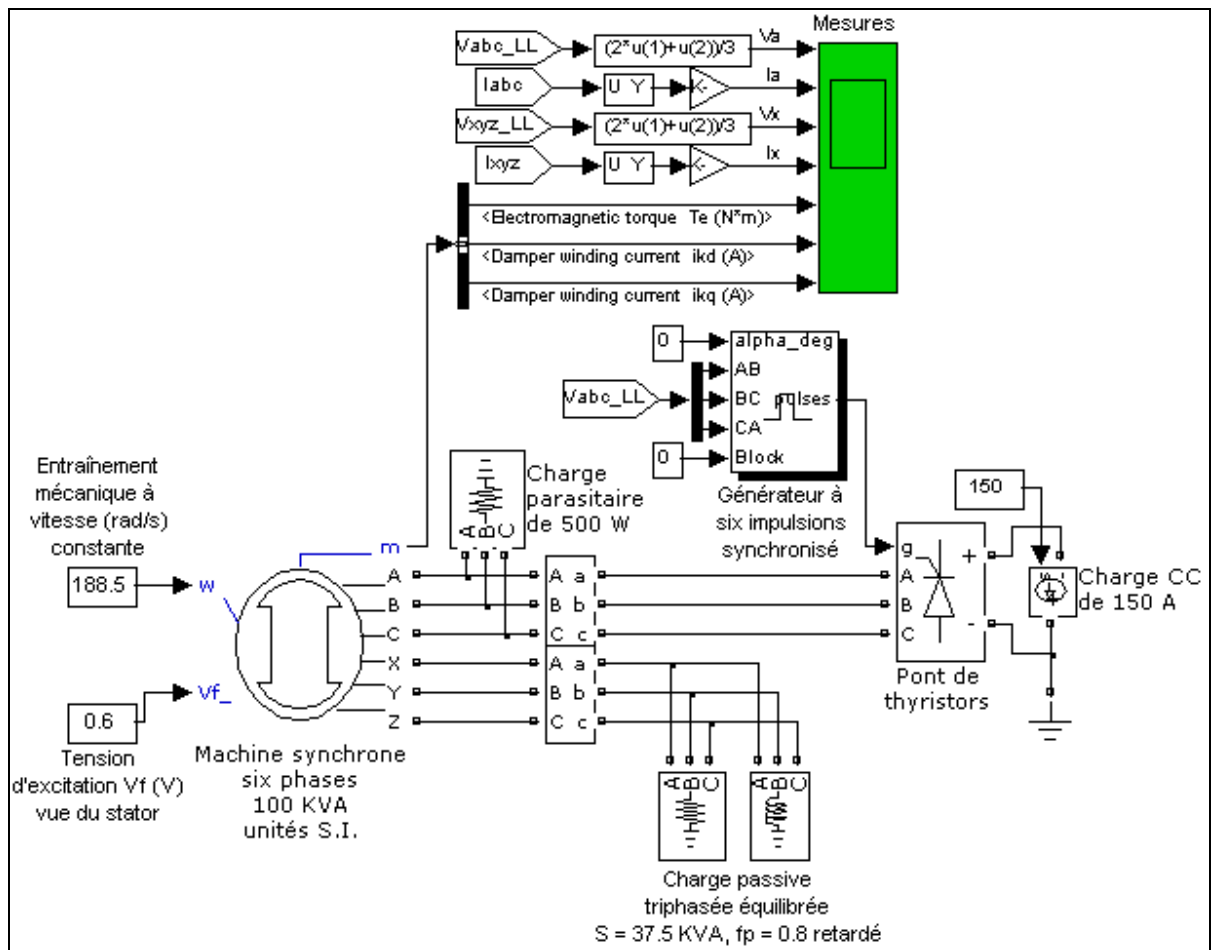 Mesures
Vabc_LL
(2*u(1)+u(2))/3
Va
Iabc
U Y
K-
Ia
Vxyz_LL
(2*u(1)+u(2))/3
Vx
Ixyz
U Y
K-
Ix
<Electromagnetic torque Te (N*m)>
<Damper winding current ikd (A)>
<Damper winding current ikq (A)>
0
alpha_deg
AB
Vabc_LL
BC
pulses
CA
0
Block
Générateur à
six impulsions
synchronisé
Entraînement
mécanique à
vitesse (rad/s)
constante
188.5
w
0.6
Vf_
Tension
d'excitation Vf (V)
vue du stator
Machine synchrone
six phases
100 KVA
unités S.I.
m
A
B
C
X
Y
Z
A
B
C
Charge
parasitaire
de 500 W
A a
B b
C c
A a
B b
C c
g
A
B
C
+
-
Pont de
thyristors
150
Charge CC
de 150 A
A
B
C
A
B
C
Charge passive
triphasée équilibrée
S = 37.5 KVA, fp = 0.8 retardé